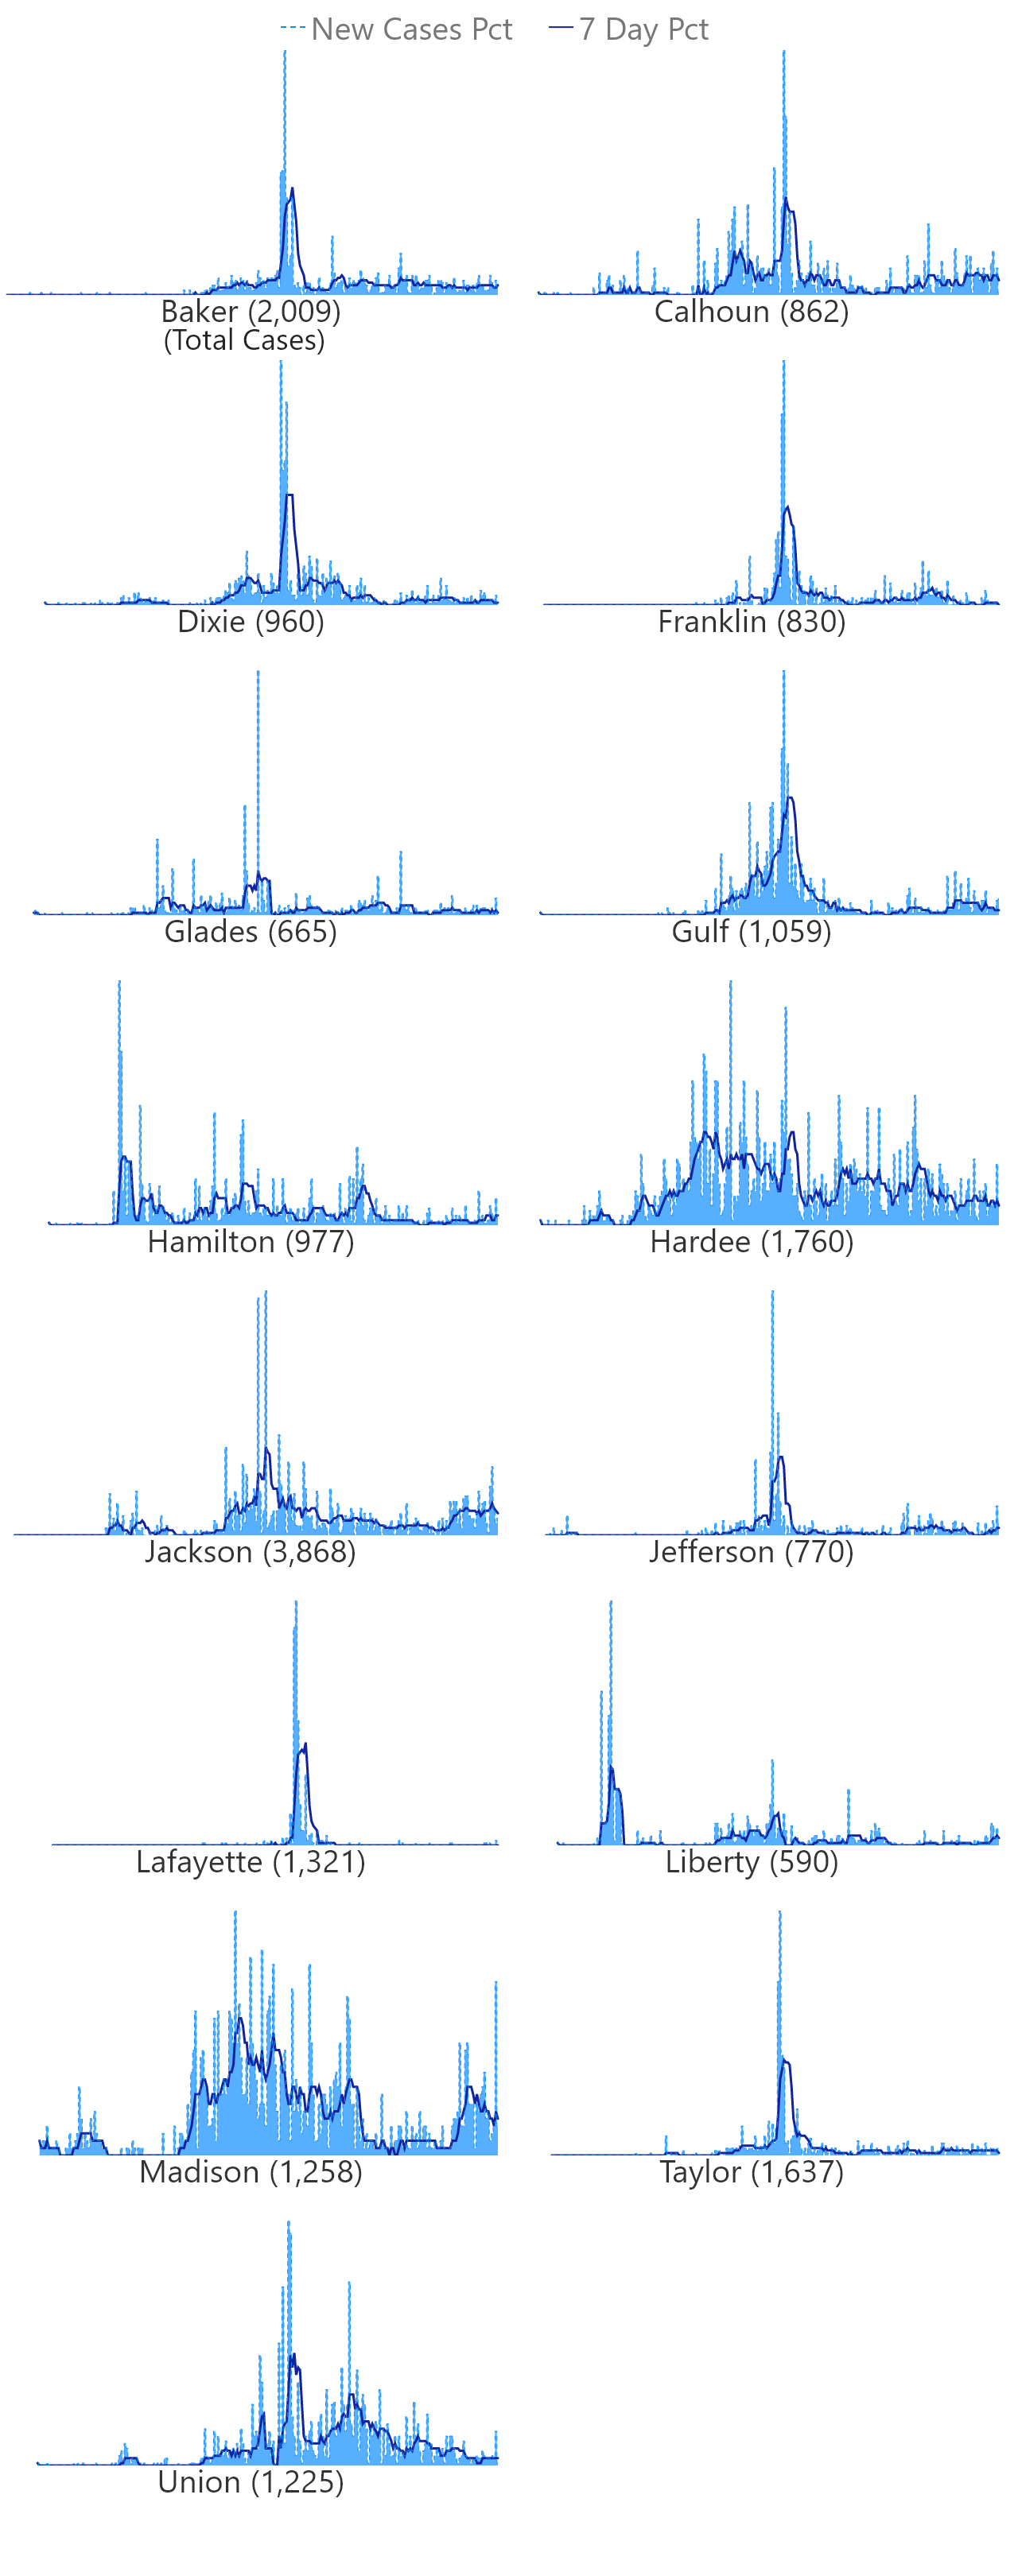 New Cases Pct 7 Day Pct
Baker (2,009) Calhoun (862)
(Total Cases)
Dixie (960) Franklin (830)
Glades (665) Gulf (1,059)
Hamilton (977) Hardee (1,760)
Jackson (3,868) Jefferson (770)
Lafayette (1,321) Liberty (590)
Madison (1,258) Taylor (1,637)
Union (1,225)